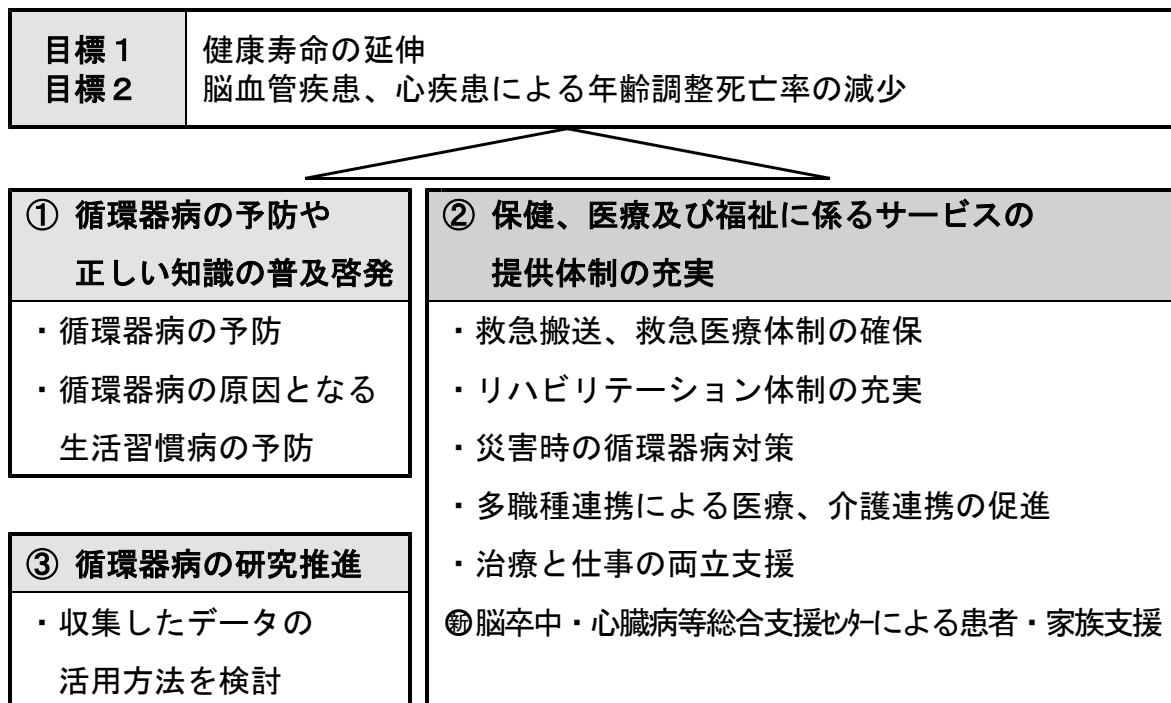 目標１ 健康寿命の延伸
目標２ 脳血管疾患、心疾患による年齢調整死亡率の減少
① 循環器病の予防や
正しい知識の普及啓発
・循環器病の予防
・循環器病の原因となる
生活習慣病の予防
② 保健、医療及び福祉に係るサービスの
提供体制の充実
・救急搬送、救急医療体制の確保
・リハビリテーション体制の充実
・災害時の循環器病対策
・多職種連携による医療、介護連携の促進
・治療と仕事の両立支援
㊟脳卒中・心臓病等総合支援ｾﾝﾀｰによる患者・家族支援
③ 循環器病の研究推進
・収集したデータの
活用方法を検討